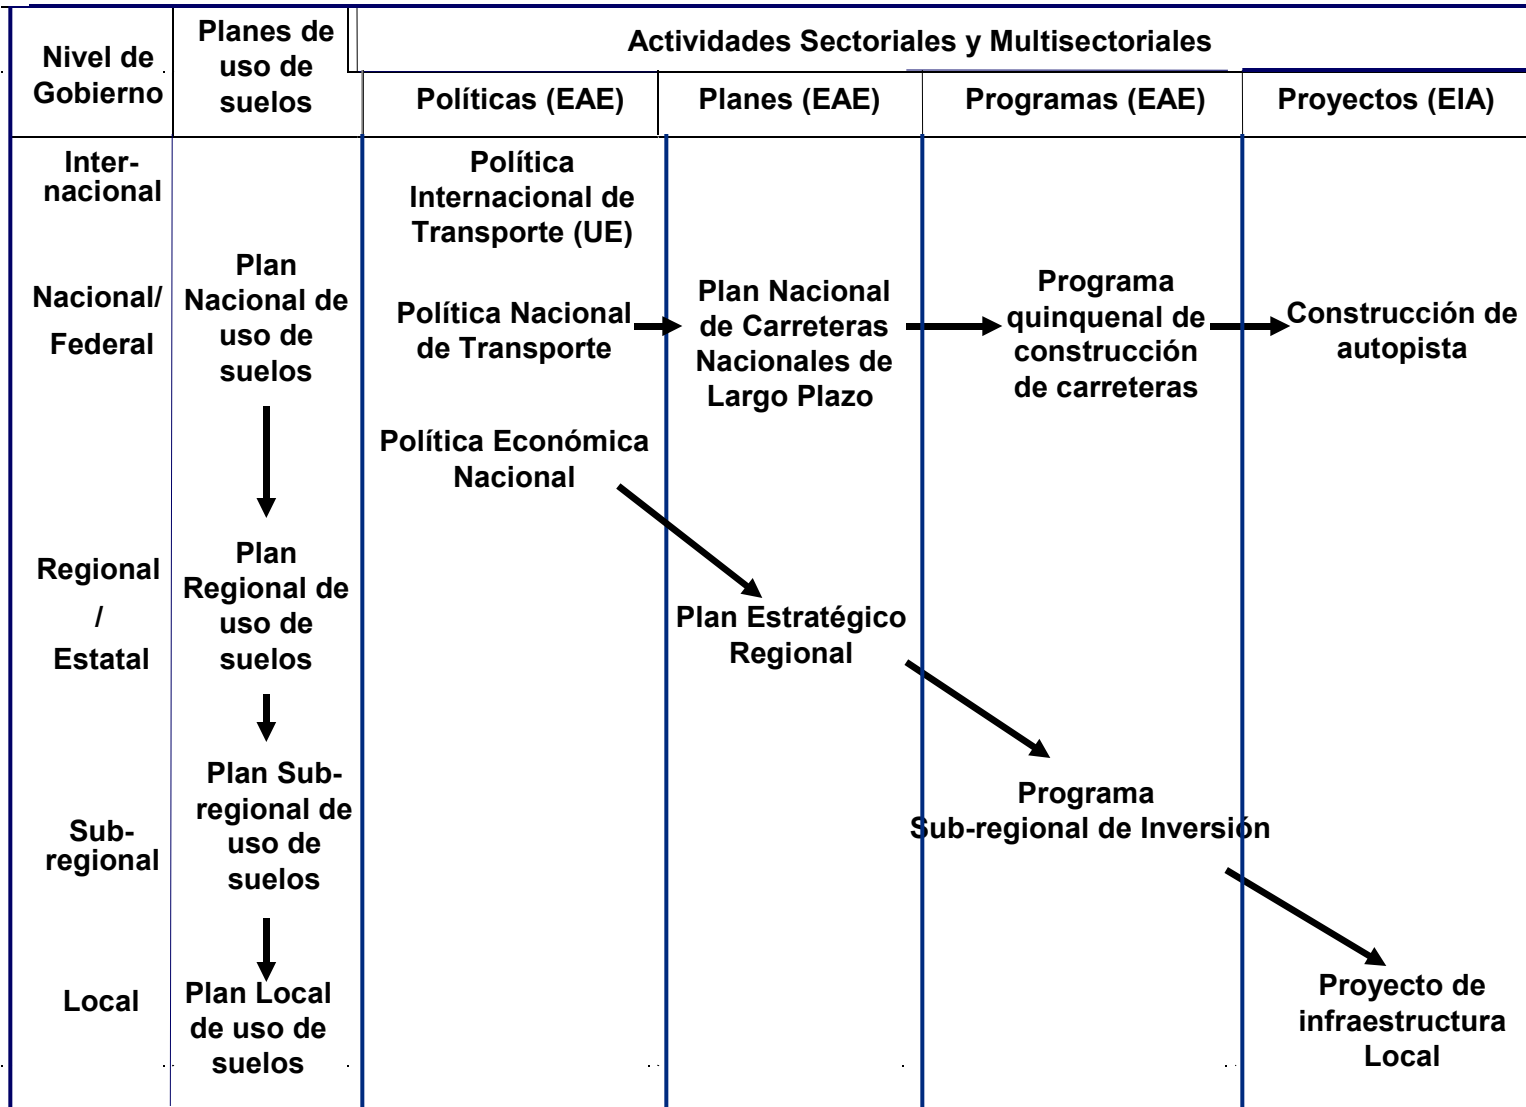 Nivel de
Gobierno
Planes de
uso de
suelos
Actividades Sectoriales y Multisectoriales
Políticas (EAE)
Planes (EAE)
Programas (EAE)
Proyectos (EIA)
Inter-
nacional
Política
Internacional de
Transporte (UE)
Nacional/
Federal
Plan
Nacional de
uso de
suelos
Política Nacional
de Transporte
Plan Nacional
de Carreteras
Nacionales de
Largo Plazo
Programa
quinquenal de
construcción
de carreteras
Construcción de
autopista
Política Económica
Nacional
Regional
/
Estatal
Plan
Regional de
uso de
suelos
Plan Estratégico
Regional
Sub-
regional
Plan Sub-
regional de
uso de
suelos
Programa
Sub-regional de Inversión
Local
Plan Local
de uso de
suelos
Proyecto de
infraestructura
Local